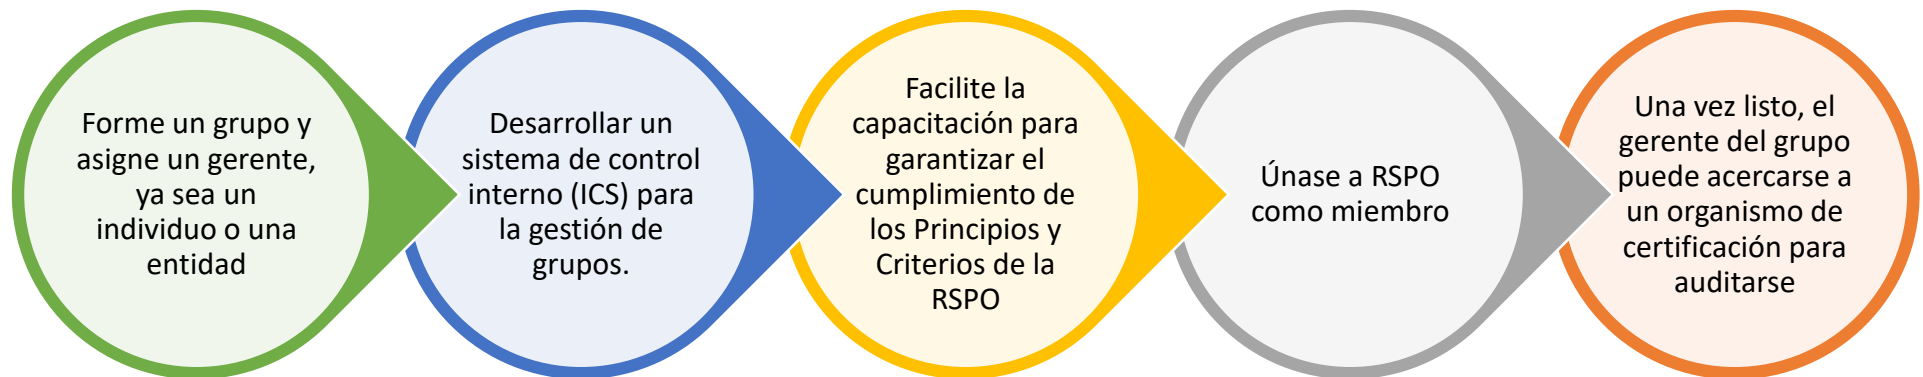 Forme un grupo y
asigne un gerente,
ya sea un
individuo o una
entidad
Desarrollar un
sistema de control
interno (ICS) para
la gestión de
grupos.
Facilite la
capacitación para
garantizar el
cumplimiento de
los Principios y
Criterios de la
RSPO
Únase a RSPO
como miembro
Una vez listo, el
gerente del grupo
puede acercarse a
un organismo de
certificación para
auditarse